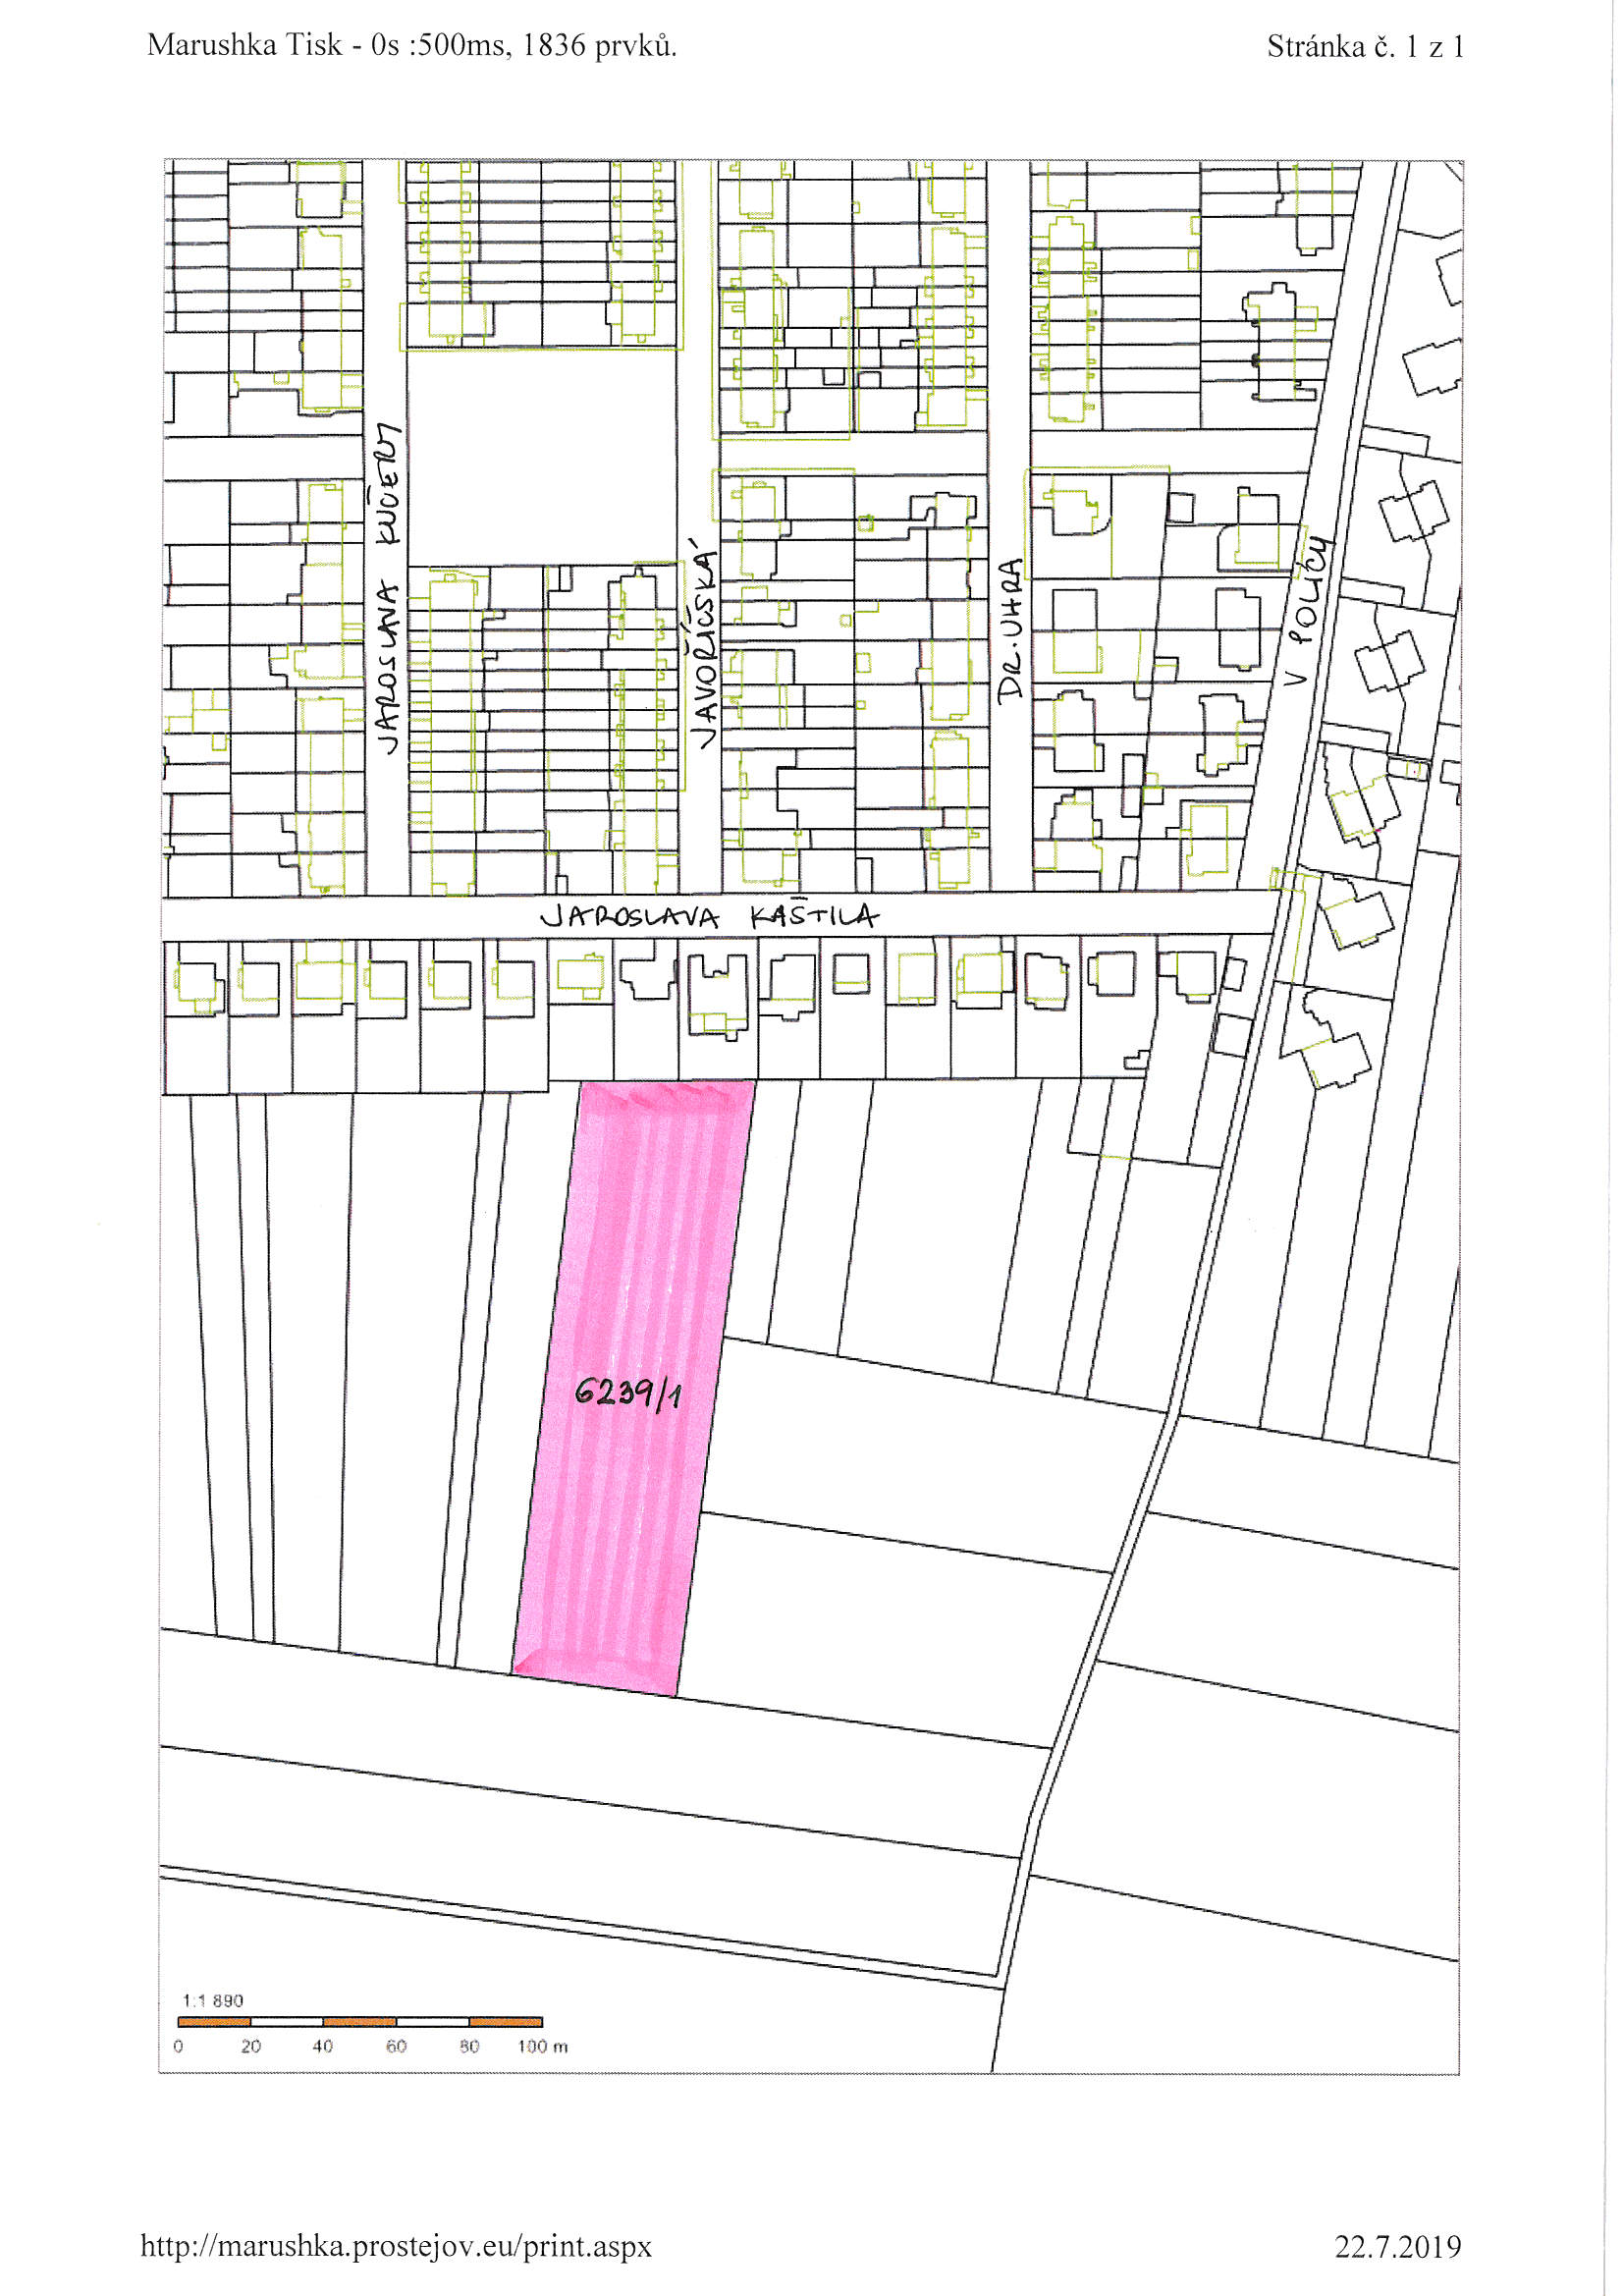 Marushka Tisk - 0s :500ms, 1836 prvků.
Stránka č. 1 z 1
JAROSLAVA KUČERY
JAVOŘÍČSKÁ
DR. UHRA
V POLÍČU
JAROSLAVA KAŠTILA
6239/1
1:1 890
0 20 40 60 80 100 m
http://marushka.prostejov.eu/print.aspx
22.7.2019